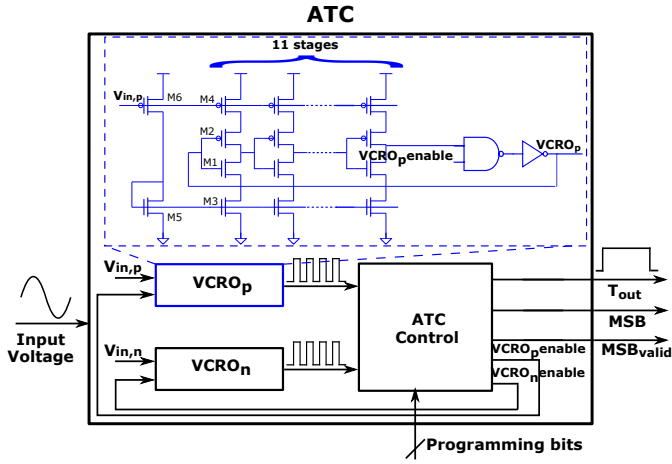 ATC
11 stages
Vin,p
M6
M4
M2
M1
M3
M5
VCROpenable
VCROp
Vin,p
VCROp
Vin,n
VCROn
ATC
Control
Input
Voltage
Tout
MSB
MSBvalid
VCROpenable
VCROnenable
Programming bits